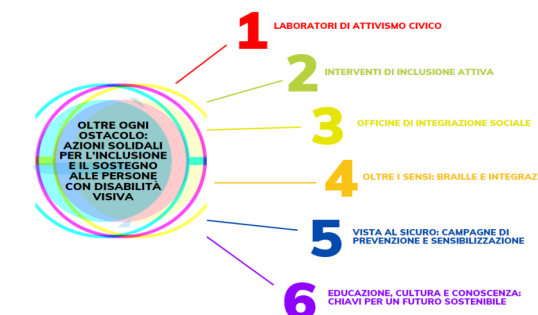 1
LABORATORI DI ATTIVISMO CIVICO
2
INTERVENTI DI INCLUSIONE ATTIVA
3
OFFICINE DI INTEGRAZIONE SOCIALE
4
OLTRE I SENSI: BRAILLE E INTEGRAZ
5
VISTA AL SICURO: CAMPAGNE DI
PREVENZIONE E SENSIBILIZZAZIONE
6
EDUCAZIONE, CULTURA E CONOSCENZA:
CHIAVI PER UN FUTURO SOSTENIBILE
OLTRE OGNI
OSTACOLO:
AZIONI SOLIDALI
PER L'INCLUSIONE
E IL SOSTEGNO
ALLE PERSONE
CON DISABILITÀ
VISIVA